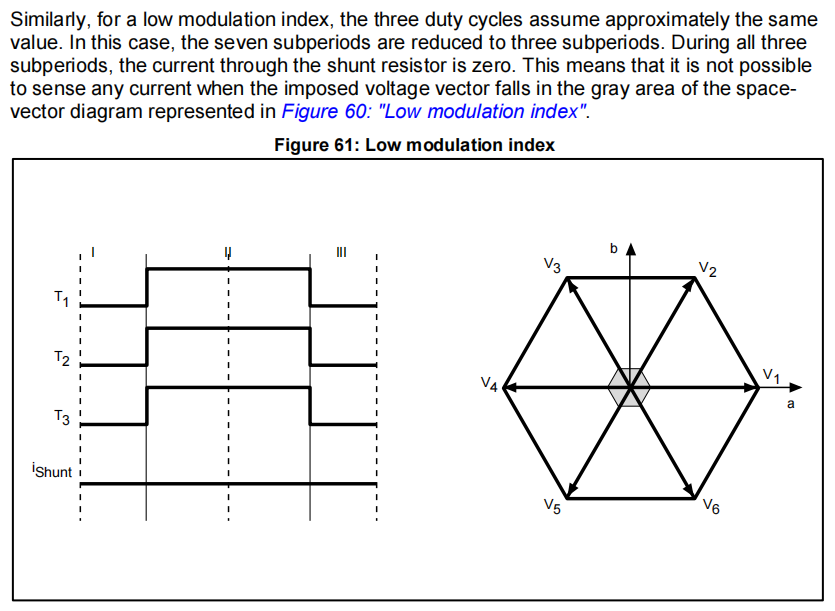 Similarly, for a low modulation index, the three duty cycles assume approximately the same
value. In this case, the seven subperiods are reduced to three subperiods. During all three
subperiods, the current through the shunt resistor is zero. This means that it is not possible
to sense any current when the imposed voltage vector falls in the gray area of the space-
vector diagram represented in Figure 60: "Low modulation index".
Figure 61: Low modulation index
I II III
T1
T2
T3
iShunt
b
V3 V2
V4 V1
a
V5 V6